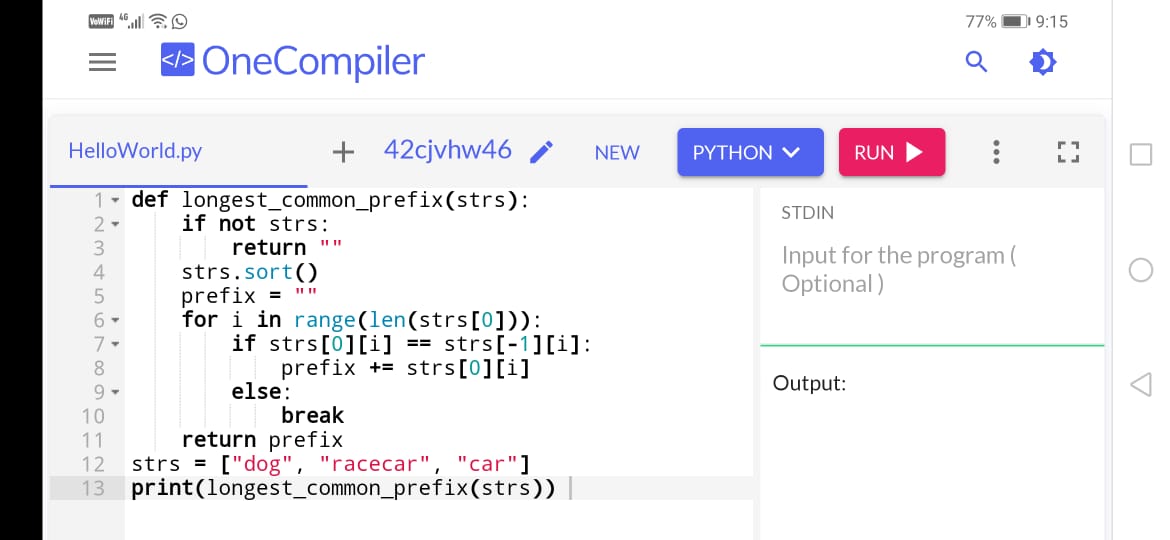 VoWiFi 4G 77% 9:15
</> OneCompiler
HelloWorld.py + 42cjvhw46 NEW PYTHON RUN
1 def longest_common_prefix(strs):
2     if not strs:
3         return ""
4     strs.sort()
5     prefix = ""
6     for i in range(len(strs[0])):
7         if strs[0][i] == strs[-1][i]:
8             prefix += strs[0][i]
9         else:
10             break
11     return prefix
12 strs = ["dog", "racecar", "car"]
13 print(longest_common_prefix(strs))
STDIN
Input for the program (
Optional )
Output: